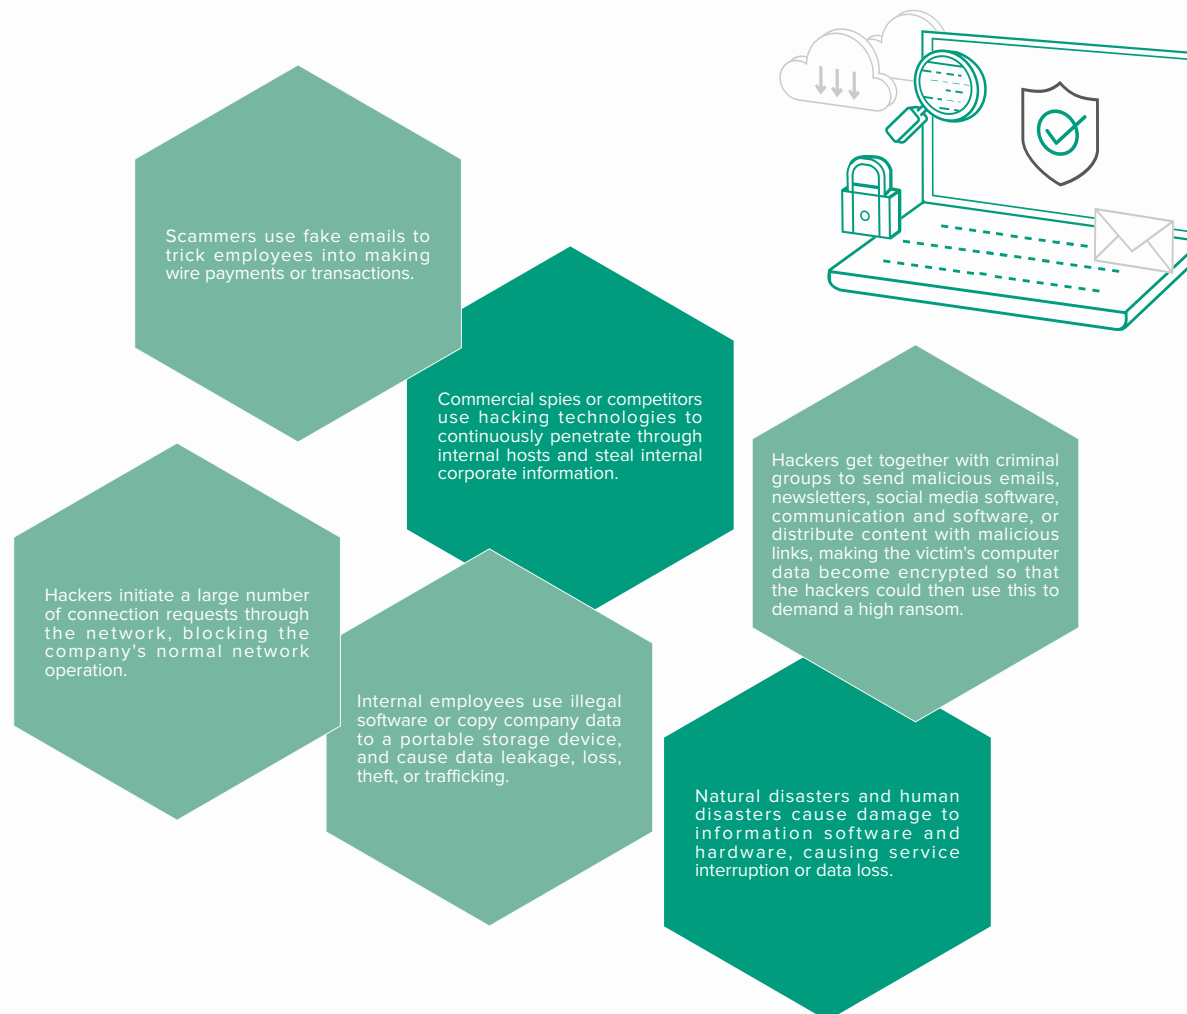 Scammers use fake emails to
trick employees into making
wire payments or transactions.
Commercial spies or competitors
use hacking technologies to
continuously penetrate through
internal hosts and steal internal
corporate information.
Hackers get together with criminal
groups to send malicious emails,
newsletters, social media software,
communication and software, or
distribute content with malicious
links, making the victim's computer
data become encrypted so that
the hackers could then use this to
demand a high ransom.
Hackers initiate a large number
of connection requests through
the network, blocking the
company's normal network
operation.
Internal employees use illegal
software or copy company data
to a portable storage device,
and cause data leakage, loss,
theft, or trafficking.
Natural disasters and human
disasters cause damage to
information software and
hardware, causing service
interruption or data loss.